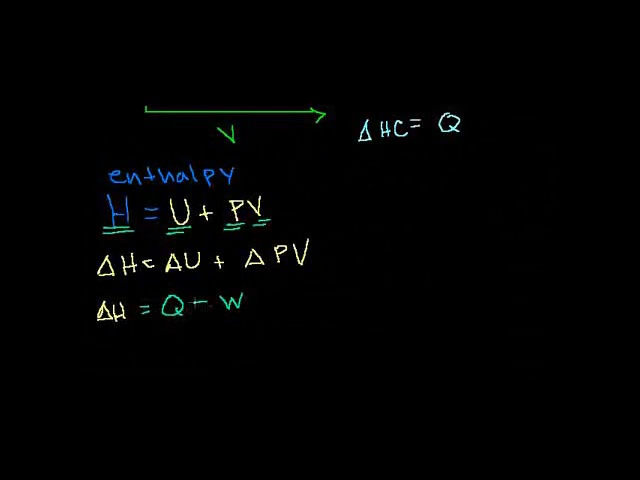 V
ΔHC = Q
enthalpy
H = U + PV
ΔH = ΔU + ΔPV
ΔH = Q - W